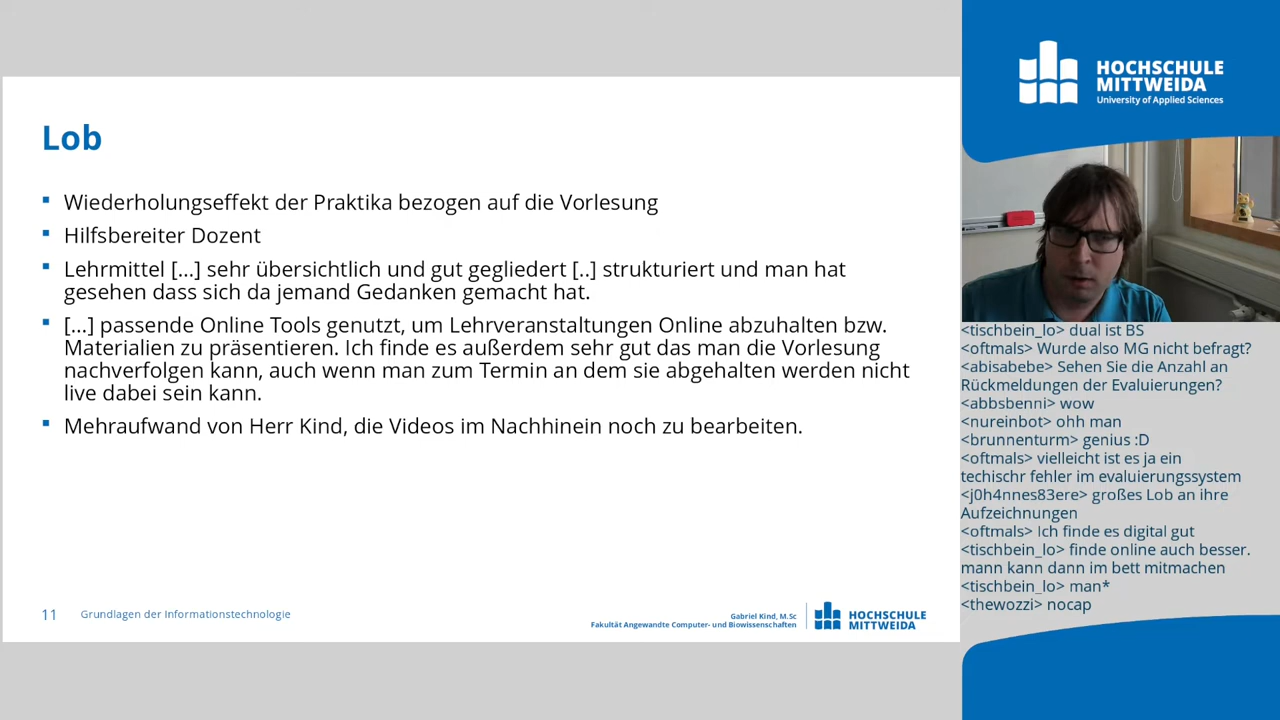 Lob
Wiederholungseffekt der Praktika bezogen auf die Vorlesung
Hilfsbereiter Dozent
Lehrmittel [...] sehr übersichtlich und gut gegliedert [..] strukturiert und man hat
gesehen dass sich da jemand Gedanken gemacht hat.
[...] passende Online Tools genutzt, um Lehrveranstaltungen Online abzuhalten bzw.
Materialien zu präsentieren. Ich finde es außerdem sehr gut das man die Vorlesung
nachverfolgen kann, auch wenn man zum Termin an dem sie abgehalten werden nicht
live dabei sein kann.
Mehraufwand von Herr Kind, die Videos im Nachhinein noch zu bearbeiten.
11
Grundlagen der Informationstechnologie
Gabriel Kind, M.Sc
Fakultät Angewandte Computer- und Biowissenschaften
HOCHSCHULE
MITTWEIDA
HOCHSCHULE
MITTWEIDA
University of Applied Sciences
<tischbein_lo> dual ist BS
<oftmals> Wurde also MG nicht befragt?
<abisabebe> Sehen Sie die Anzahl an
Rückmeldungen der Evaluierungen?
<abbsbenni> wow
<nureinbot> ohh man
<brunnenturm> genius :D
<oftmals> vielleicht ist es ja ein
techischr fehler im evaluierungssystem
<j0h4nnes83ere> großes Lob an ihre
Aufzeichnungen
<oftmals> Ich finde es digital gut
<tischbein_lo> finde online auch besser.
mann kann dann im bett mitmachen
<tischbein_lo> man*
<thewozzi> nocap